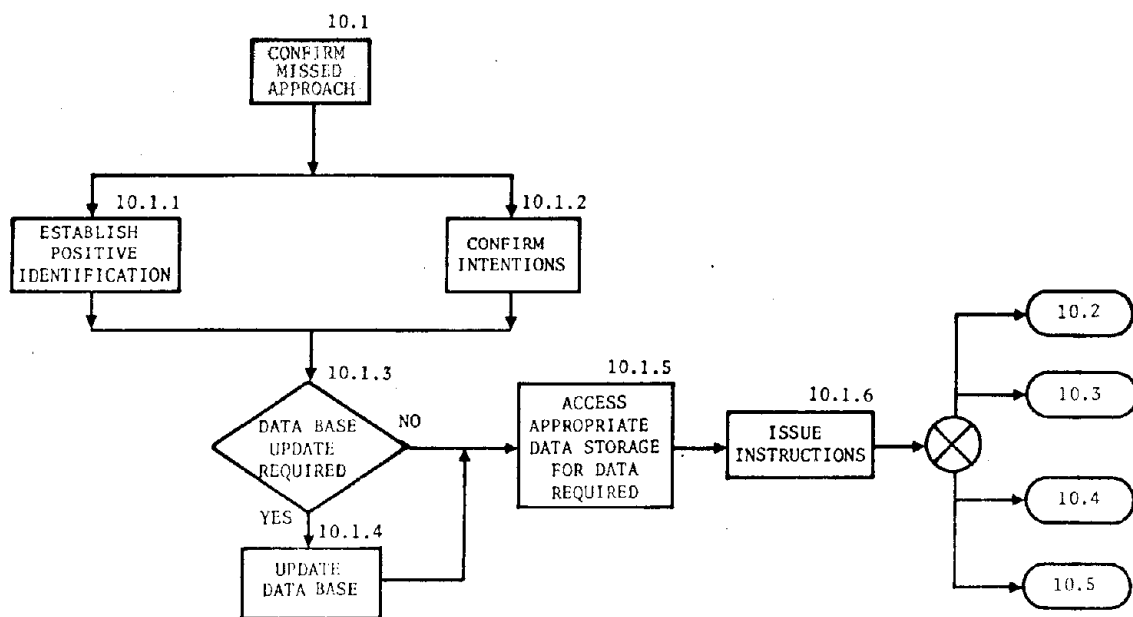 10.1
CONFIRM
MISSED
APPROACH
10.1.1
ESTABLISH
POSITIVE
IDENTIFICATION
10.1.2
CONFIRM
INTENTIONS
10.1.3
DATA BASE
UPDATE
REQUIRED
NO
YES
10.1.4
UPDATE
DATA BASE
10.1.5
ACCESS
APPROPRIATE
DATA STORAGE
FOR DATA
REQUIRED
10.1.6
ISSUE
INSTRUCTIONS
10.2
10.3
10.4
10.5